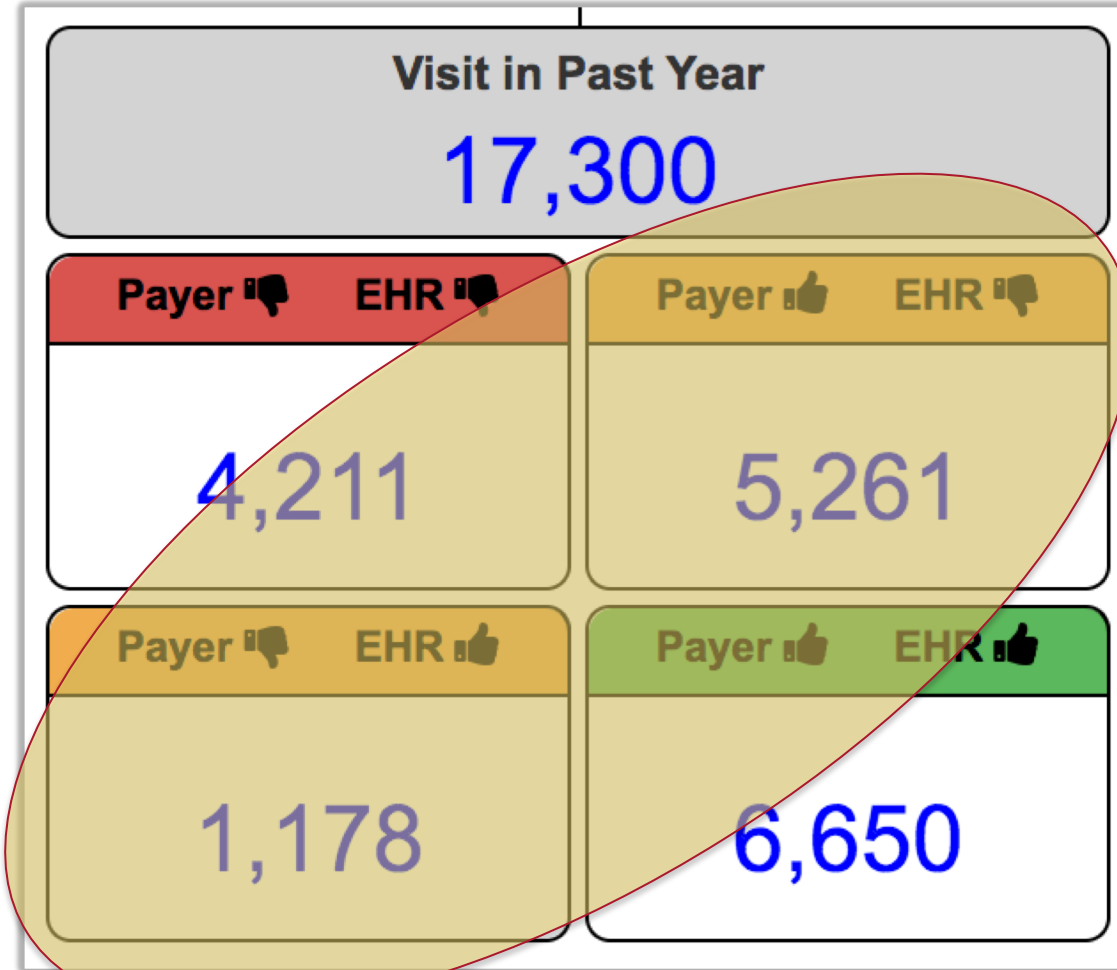 Visit in Past Year
17,300
Payer EHR
4,211
Payer EHR
5,261
Payer EHR
1,178
Payer EHR
6,650